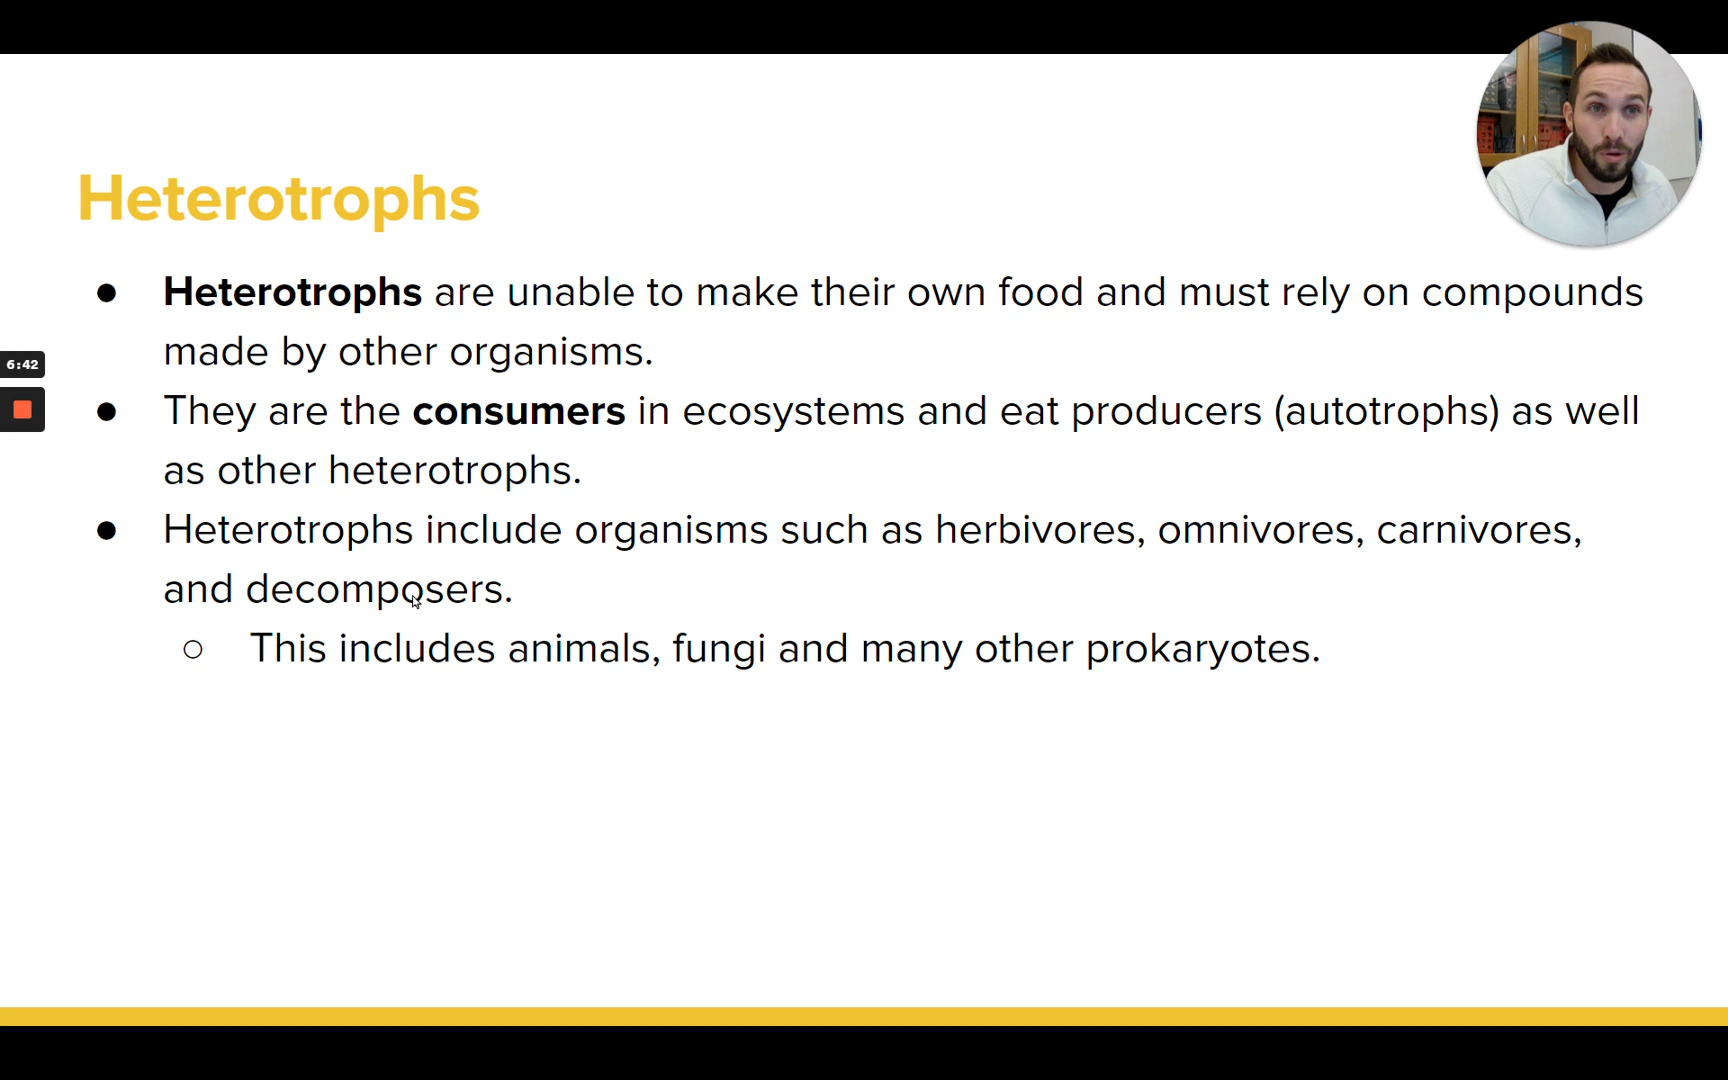 Heterotrophs
● Heterotrophs are unable to make their own food and must rely on compounds
made by other organisms.
6:42
● They are the consumers in ecosystems and eat producers (autotrophs) as well
as other heterotrophs.
● Heterotrophs include organisms such as herbivores, omnivores, carnivores,
and decomposers.
○ This includes animals, fungi and many other prokaryotes.